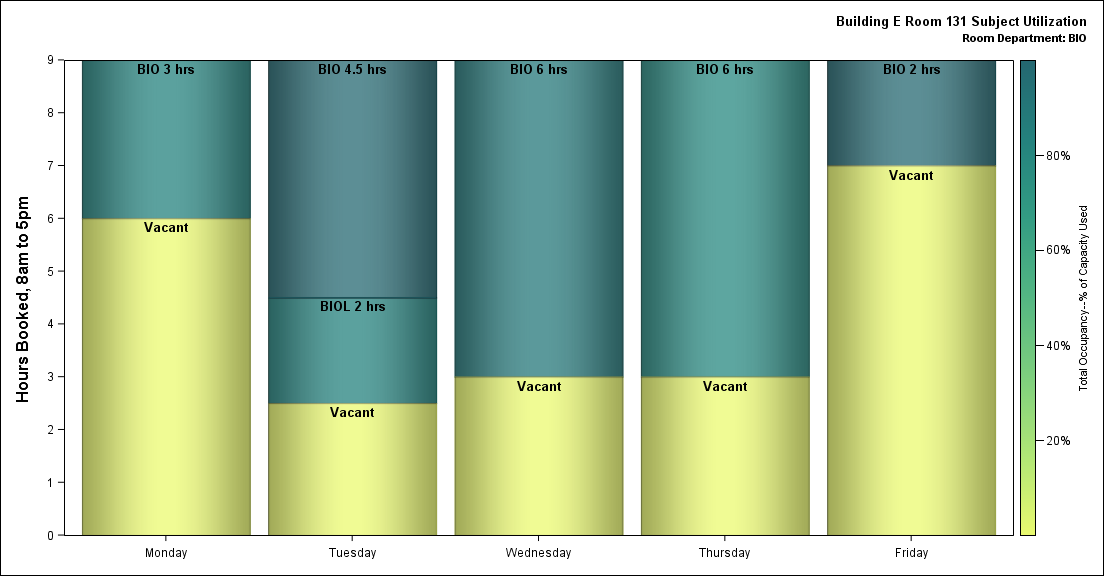 Building E Room 131 Subject Utilization
Room Department: BIO
Hours Booked, 8am to 5pm
9
8
7
6
5
4
3
2
1
0
BIO 3 hrs
Vacant
BIO 4.5 hrs
BIOL 2 hrs
Vacant
BIO 6 hrs
Vacant
BIO 6 hrs
Vacant
BIO 2 hrs
Vacant
Monday
Tuesday
Wednesday
Thursday
Friday
80%
60%
40%
20%
Total Occupancy--% of Capacity Used